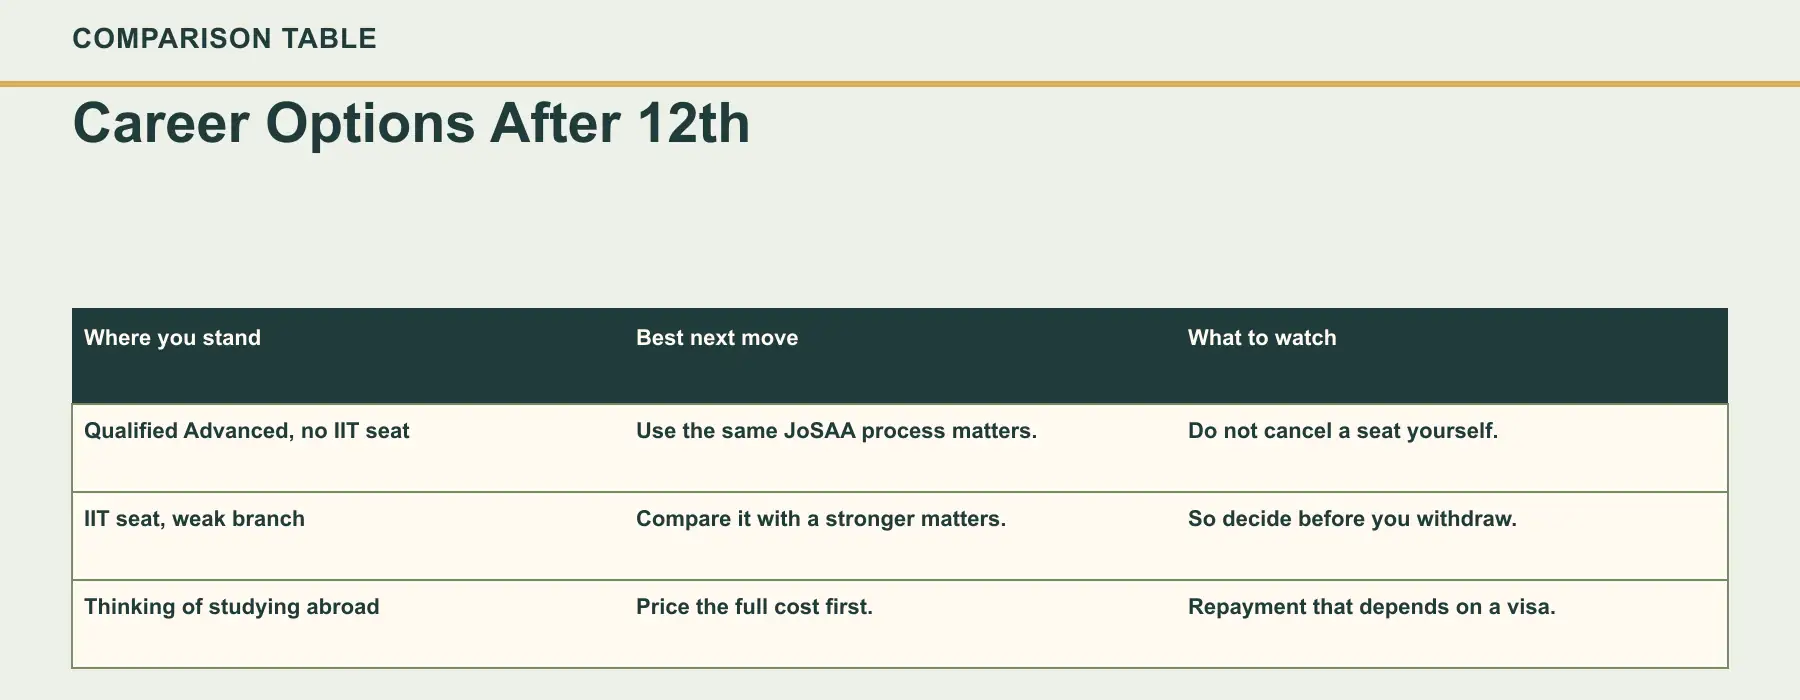 COMPARISON TABLE
Career Options After 12th
Where you stand Best next move What to watch
Qualified Advanced, no IIT seat Use the same JoSAA process matters. Do not cancel a seat yourself.
IIT seat, weak branch Compare it with a stronger matters. So decide before you withdraw.
Thinking of studying abroad Price the full cost first. Repayment that depends on a visa.